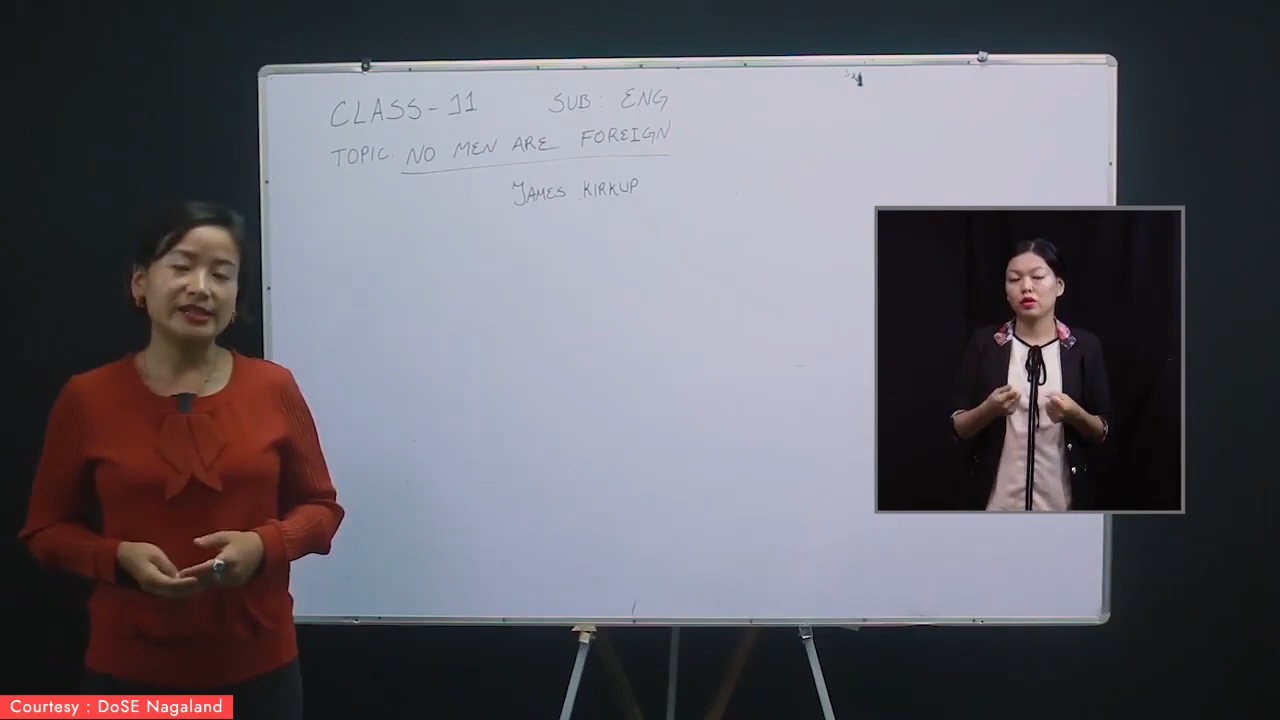 CLASS-11 SUB: ENG
TOPIC: NO MEN ARE FOREIGN
JAMES KIRKUP
Courtesy : DoSE Nagaland